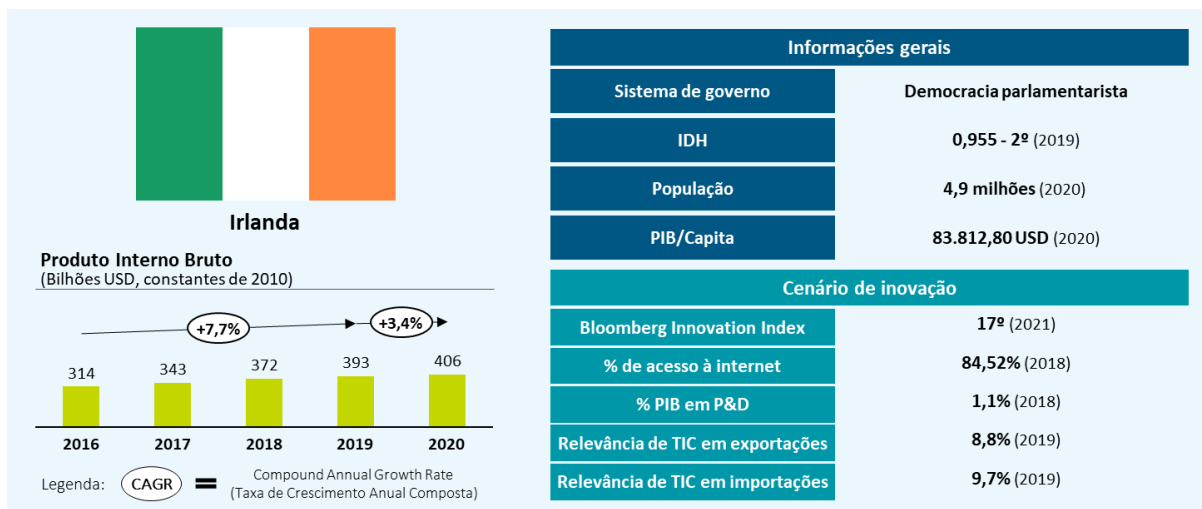 Irlanda
Produto Interno Bruto
(Bilhões USD, constantes de 2010)
+7,7%
+3,4%
314 343 372 393 406
2016 2017 2018 2019 2020
Legenda: CAGR = Compound Annual Growth Rate
(Taxa de Crescimento Anual Composta)
Informações gerais
Sistema de governo Democracia parlamentarista
IDH 0,955 - 2º (2019)
População 4,9 milhões (2020)
PIB/Capita 83.812,80 USD (2020)
Cenário de inovação
Bloomberg Innovation Index 17º (2021)
% de acesso à internet 84,52% (2018)
% PIB em P&D 1,1% (2018)
Relevância de TIC em exportações 8,8% (2019)
Relevância de TIC em importações 9,7% (2019)